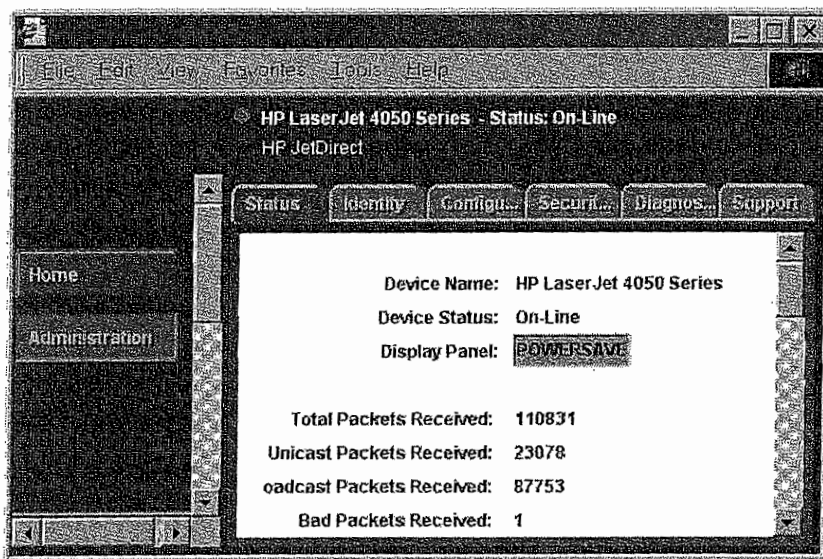 File Edit View Favorites Tools Help
HP LaserJet 4050 Series - Status: On-Line
HP JetDirect
Status Identity Configu... Securit... Diagnos... Support
Home
Administration
Device Name: HP LaserJet 4050 Series
Device Status: On-Line
Display Panel: POWERSAVE
Total Packets Received: 110831
Unicast Packets Received: 23078
oadcast Packets Received: 87753
Bad Packets Received: 1